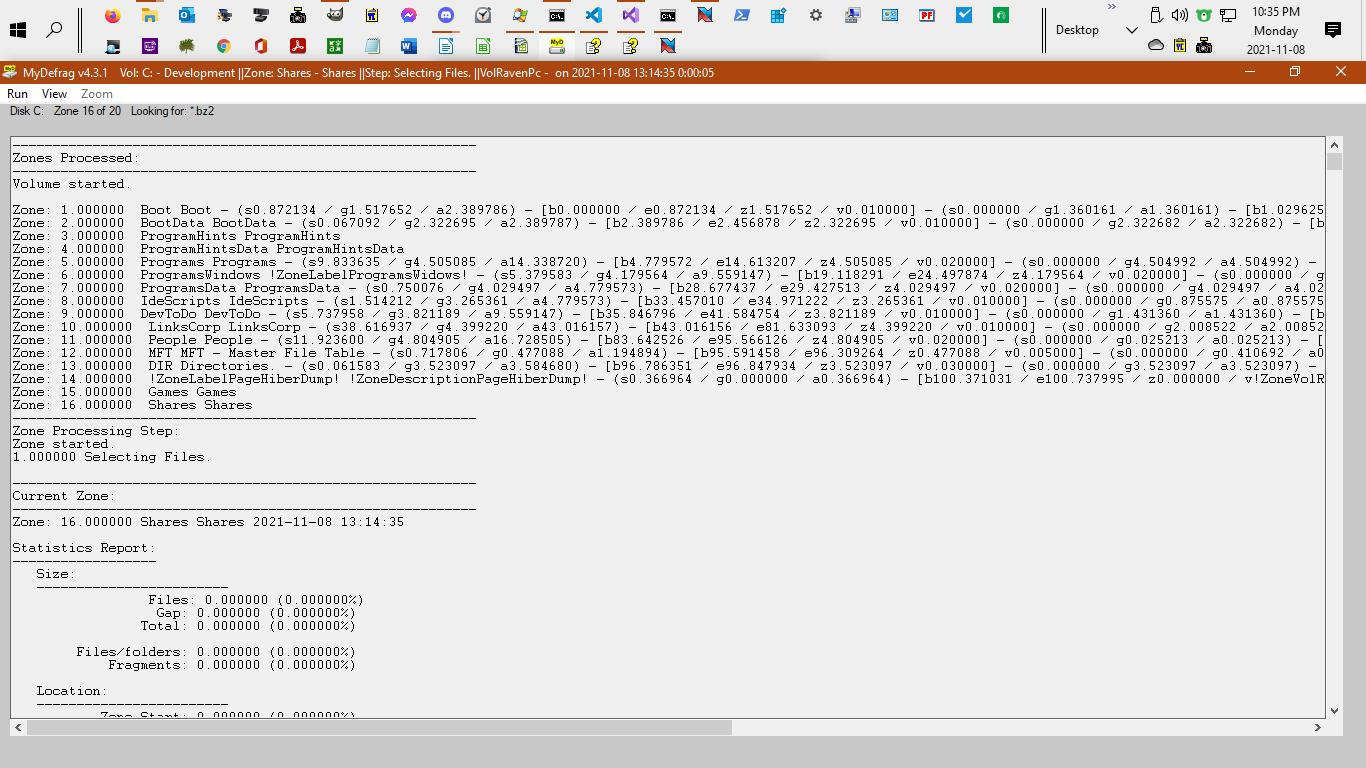 10:35 PM
Desktop
Monday
2021-11-08
MyDefrag v4.3.1 Vol: C: - Development ||Zone: Shares - Shares ||Step: Selecting Files. ||VolRavenPc - on 2021-11-08 13:14:35 0:00:05
Run View Zoom
Disk C: Zone 16 of 20 Looking for: *.bz2
----------------------------------------------------------
Zones Processed:
----------------------------------------------------------
Volume started.
Zone: 1.000000 Boot Boot - (s0.872134 / g1.517652 / a2.389786) - [b0.000000 / e0.872134 / z1.517652 / v0.010000] - (s0.000000 / g1.360161 / a1.360161) - [b1.029625
Zone: 2.000000 BootData BootData - (s0.067092 / g2.322695 / a2.389787) - [b2.389786 / e2.456878 / z2.322695 / v0.010000] - (s0.000000 / g2.322682 / a2.322682) - [b
Zone: 3.000000 ProgramHints ProgramHints
Zone: 4.000000 ProgramHintsData ProgramHintsData
Zone: 5.000000 Programs Programs - (s9.833635 / g4.505085 / a14.338720) - [b4.779572 / e14.613207 / z4.505085 / v0.020000] - (s0.000000 / g4.504992 / a4.504992) -
Zone: 6.000000 ProgramsWindows !ZoneLabelProgramsWidows! - (s5.379583 / g4.179564 / a9.559147) - [b19.118291 / e24.497874 / z4.179564 / v0.020000] - (s0.000000 / g
Zone: 7.000000 ProgramsData ProgramsData - (s0.750076 / g4.029497 / a4.779573) - [b28.677437 / e29.427513 / z4.029497 / v0.020000] - (s0.000000 / g4.029497 / a4.02
Zone: 8.000000 IdeScripts IdeScripts - (s1.514212 / g3.265361 / a4.779573) - [b33.457010 / e34.971222 / z3.265361 / v0.010000] - (s0.000000 / g0.875575 / a0.875575
Zone: 9.000000 DevToDo DevToDo - (s5.737958 / g3.821189 / a9.559147) - [b35.846796 / e41.584754 / z3.821189 / v0.010000] - (s0.000000 / g1.431360 / a1.431360) - [b
Zone: 10.000000 LinksCorp LinksCorp - (s38.616937 / g4.399220 / a43.016157) - [b43.016156 / e81.633093 / z4.399220 / v0.010000] - (s0.000000 / g2.008522 / a2.00852
Zone: 11.000000 People People - (s11.923600 / g4.804905 / a16.728505) - [b83.642526 / e95.566126 / z4.804905 / v0.020000] - (s0.000000 / g0.025213 / a0.025213) - [
Zone: 12.000000 MFT MFT - Master File Table - (s0.717806 / g0.477088 / a1.194894) - [b95.591458 / e96.309264 / z0.477088 / v0.005000] - (s0.000000 / g0.410692 / a0
Zone: 13.000000 DIR Directories. - (s0.061583 / g3.523097 / a3.584680) - [b96.786351 / e96.847934 / z3.523097 / v0.030000] - (s0.000000 / g3.523097 / a3.523097) -
Zone: 14.000000 !ZoneLabelPageHiberDump! !ZoneDescriptionPageHiberDump! - (s0.366964 / g0.000000 / a0.366964) - [b100.371031 / e100.737995 / z0.000000 / v!ZoneVolR
Zone: 15.000000 Games Games
Zone: 16.000000 Shares Shares
----------------------------------------------------------
Zone Processing Step:
Zone started.
1.000000 Selecting Files.
----------------------------------------------------------
Current Zone:
----------------------------------------------------------
Zone: 16.000000 Shares Shares 2021-11-08 13:14:35
Statistics Report:
------------------
Size:
------------------------
Files: 0.000000 (0.000000%)
Gap: 0.000000 (0.000000%)
Total: 0.000000 (0.000000%)
Files/folders: 0.000000 (0.000000%)
Fragments: 0.000000 (0.000000%)
Location:
------------------------
Zone Start: 0.000000 (0.000000%)